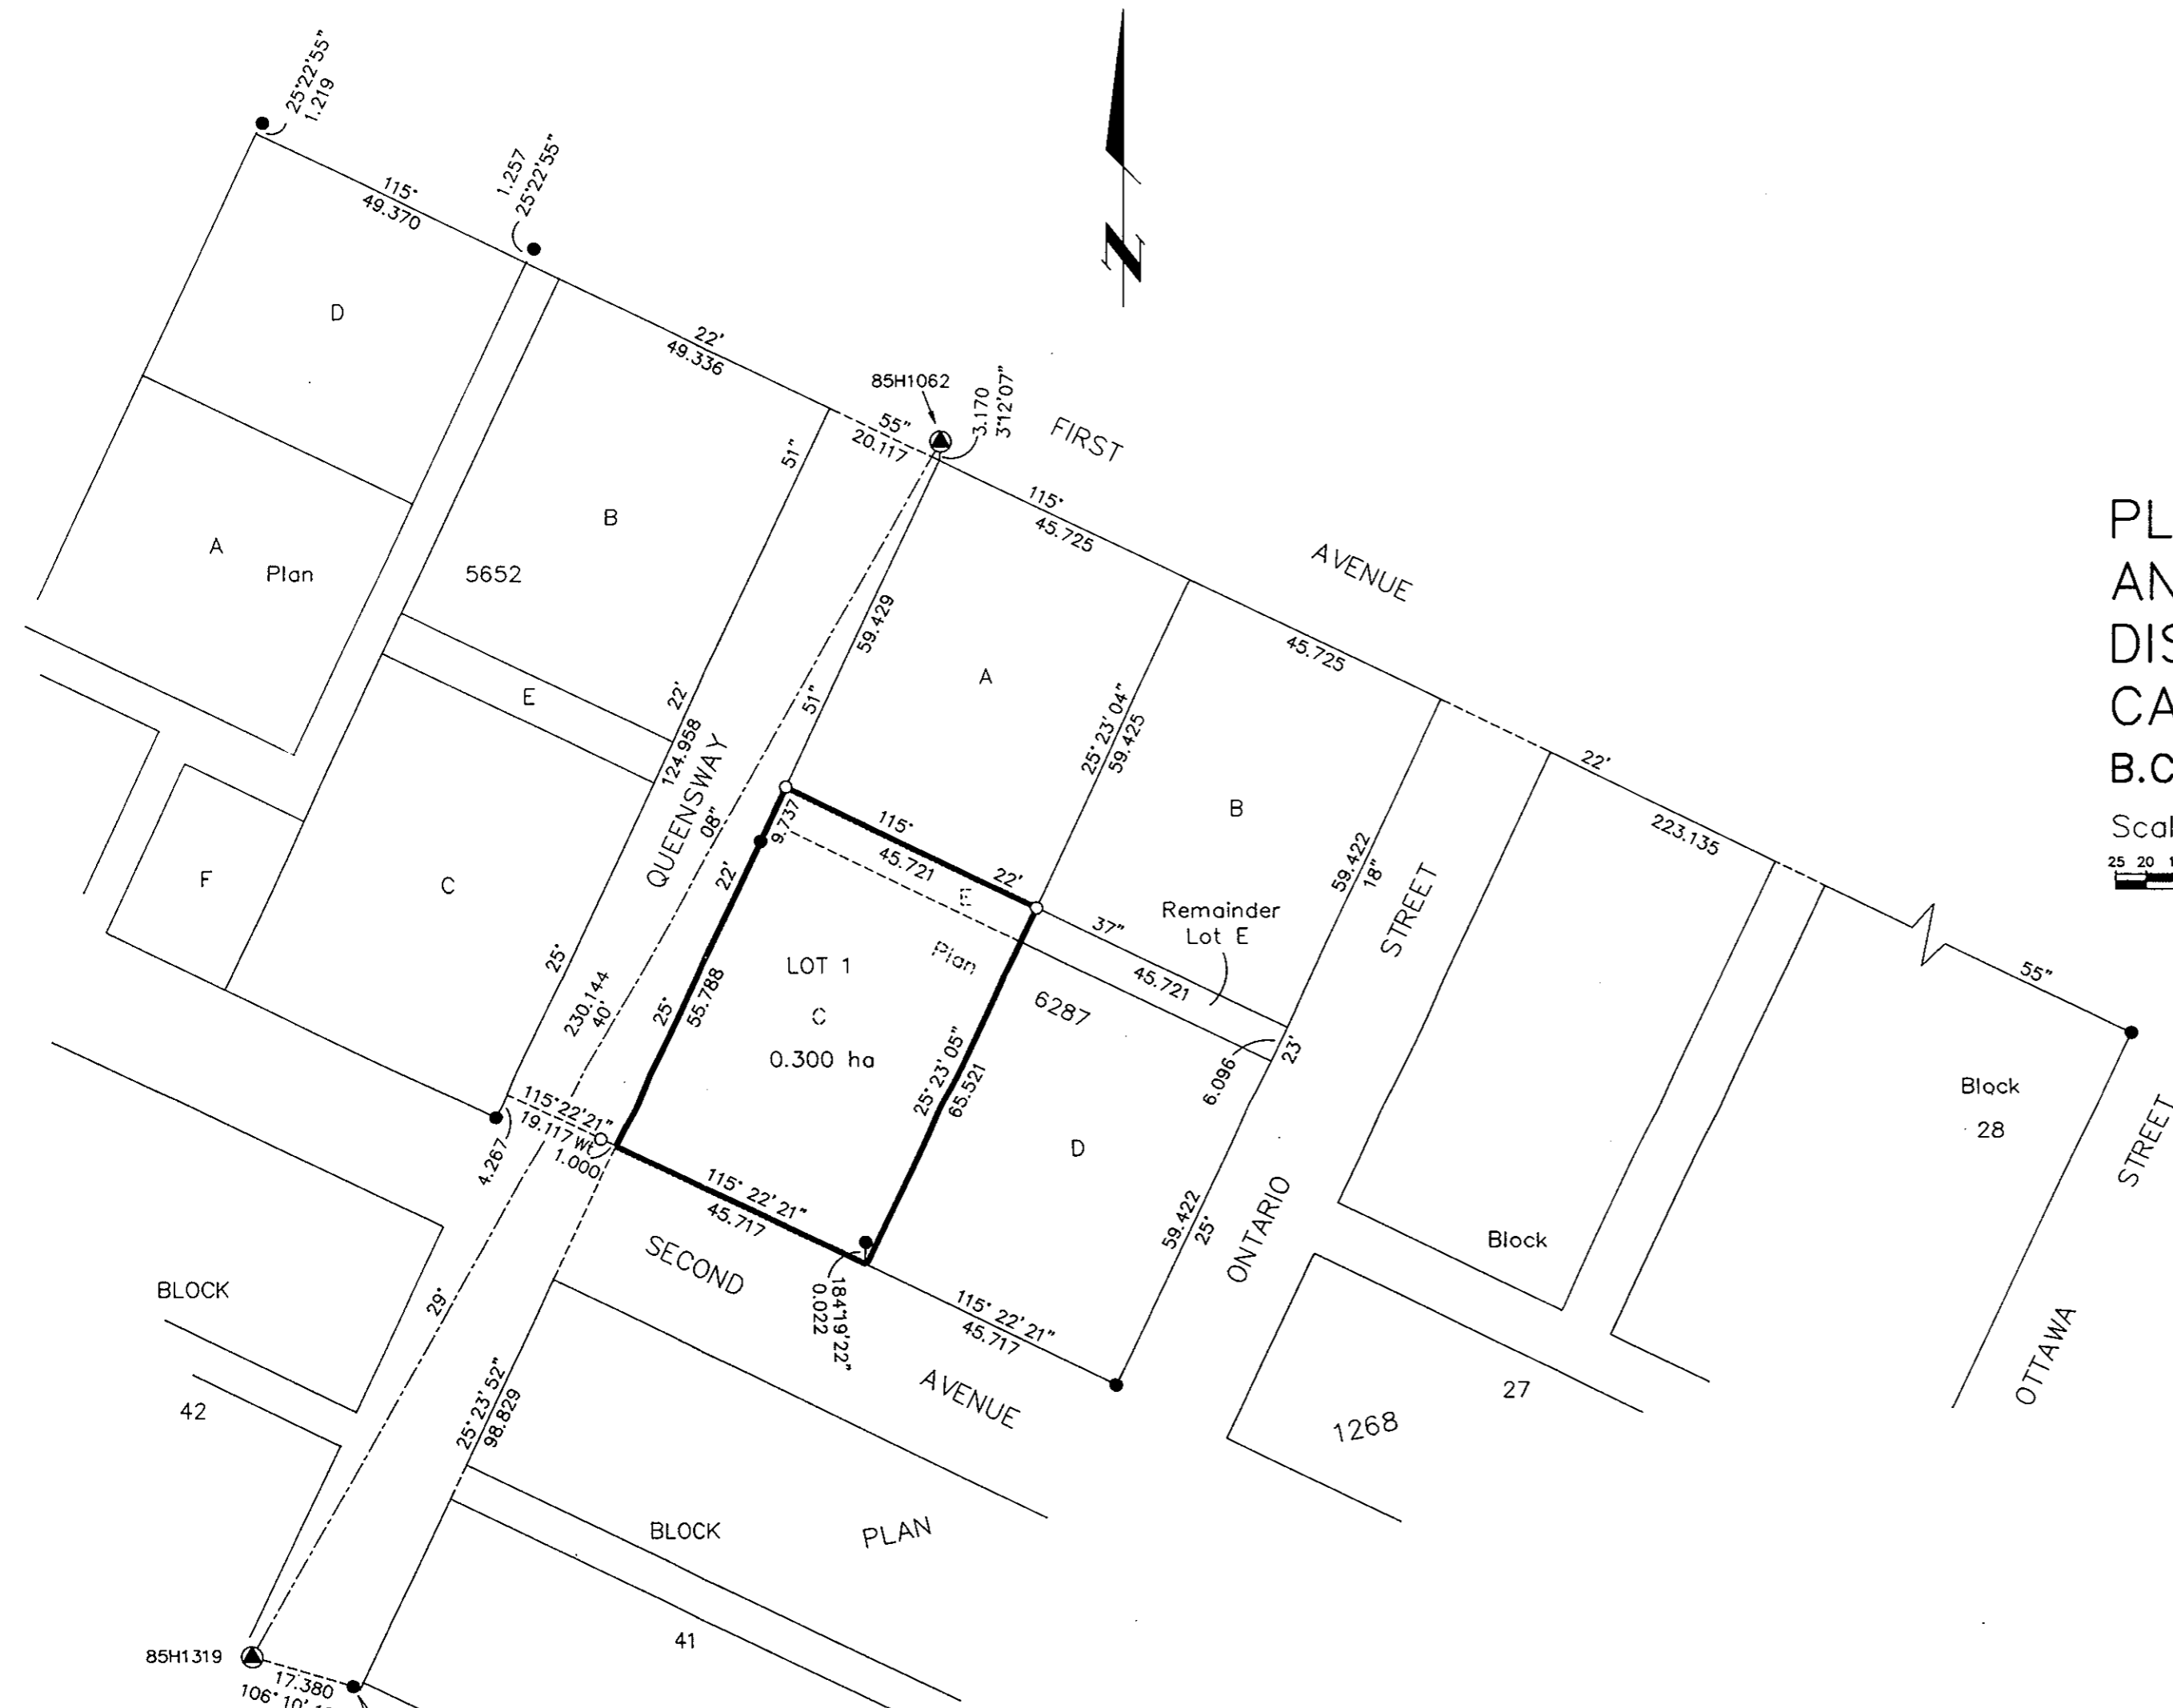 25°22'55"
1.219
1.257
25°22'55"
115°
49.370
D
22'
49.336
85H1062
55"
20.117
3.170
3°12'07"
FIRST
AVENUE
51"
B
A
Plan
5652
E
22'
124.958
QUEENSWAY
08"
59.429
51"
115°
45.725
45.725
A
25°23'04"
59.425
B
22'
223.135
55"
PL
AN
DIS
CA
B.C
Scal
25 20 1
59.422
18"
STREET
9.737
115°
45.721
22'
E
Remainder
Lot E
37"
45.721
Plan
6287
F
C
25°
230.144
40'
22'
25°
55.788
LOT 1
C
0.300 ha
25°23'05"
65.521
6.096
23'
D
Block
28
STREET
OTTAWA
115°22'21"
19.117 Wt
1.000
4.267
115° 22'21"
45.717
184°19'22"
0.022
SECOND
AVENUE
59.422
25°
ONTARIO
115° 22'21"
45.717
Block
27
1268
BLOCK
42
29°
25°23'52"
98.829
BLOCK
PLAN
41
85H1319
17.380
106°10'